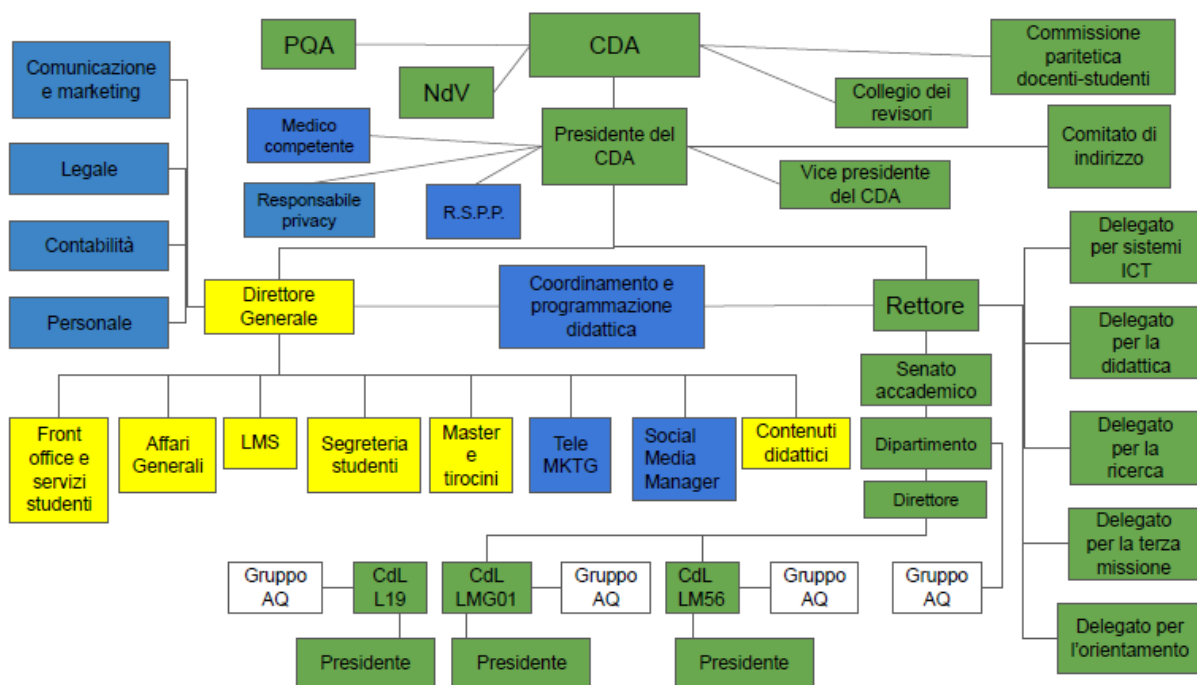 PQA
CDA
Commissione
paritetica
docenti-studenti
Comunicazione
e marketing
NdV
Collegio dei
revisori
Medico
competente
Presidente del
CDA
Comitato di
indirizzo
Legale
Vice presidente
del CDA
Responsabile
privacy
R.S.P.P.
Contabilità
Delegato
per sistemi
ICT
Direttore
Generale
Coordinamento e
programmazione
didattica
Rettore
Personale
Delegato
per la
didattica
Senato
accademico
Front
office e
servizi
studenti
Affari
Generali
LMS
Segreteria
studenti
Master
e
tirocini
Tele
MKTG
Social
Media
Manager
Contenuti
didattici
Dipartimento
Delegato
per la
ricerca
Direttore
Delegato
per la terza
missione
Gruppo
AQ
CdL
L19
CdL
LMG01
Gruppo
AQ
CdL
LM56
Gruppo
AQ
Gruppo
AQ
Delegato per
l'orientamento
Presidente
Presidente
Presidente